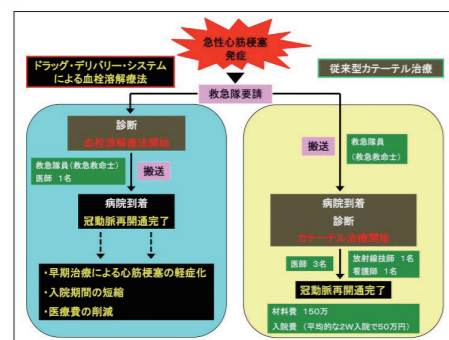 急性心筋梗塞
発症
ドラッグ・デリバリー・システム
による血栓溶解療法
従来型カテーテル治療
救急隊要請
診断
血栓溶解療法開始
救急隊員(救急救命士)
医師 1名
搬送
病院到着
冠動脈再開通完了
・早期治療による心筋梗塞の軽症化
・入院期間の短縮
・医療費の削減
搬送
救急隊員
(救急救命士)
病院到着
診断
カテーテル治療開始
医師 3名
放射線技師 1名
看護師 1名
冠動脈再開通完了
材料費 150万
入院費 (平均的な2W入院で50万円)